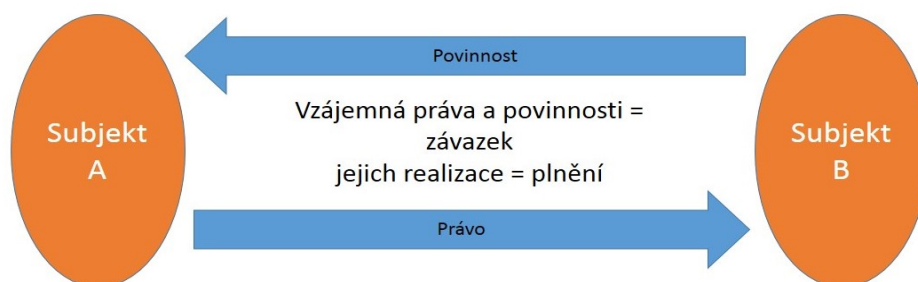 Povinnost
Subjekt
A
Vzájemná práva a povinnosti =
závazek
jejich realizace = plnění
Subjekt
B
Právo